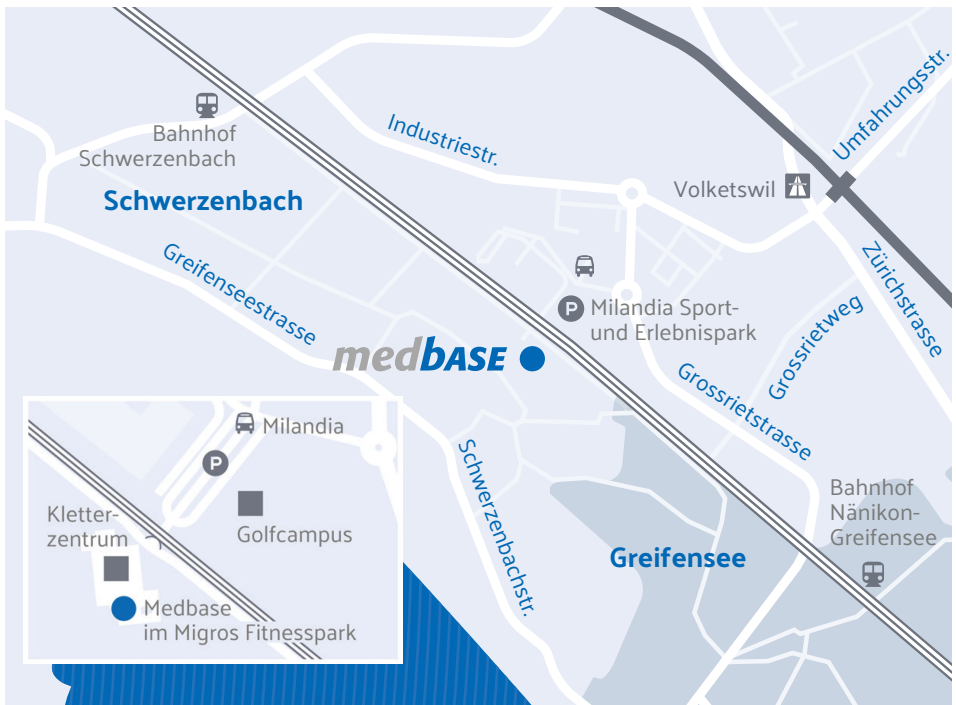 Umfahrungsstr.
Bahnhof
Schwerzenbach
Industriestr.
Volketswil
Schwerzenbach
Greifenseestrasse
Zürichstrasse
P
Milandia Sport-
und Erlebnispark
Grossrietweg
medbase
Grossrietstrasse
Schwerzenbachstr.
Bahnhof
Nänikon-
Greifensee
Greifensee
Milandia
P
Kletter-
zentrum
Golfcampus
Medbase
im Migros Fitnesspark